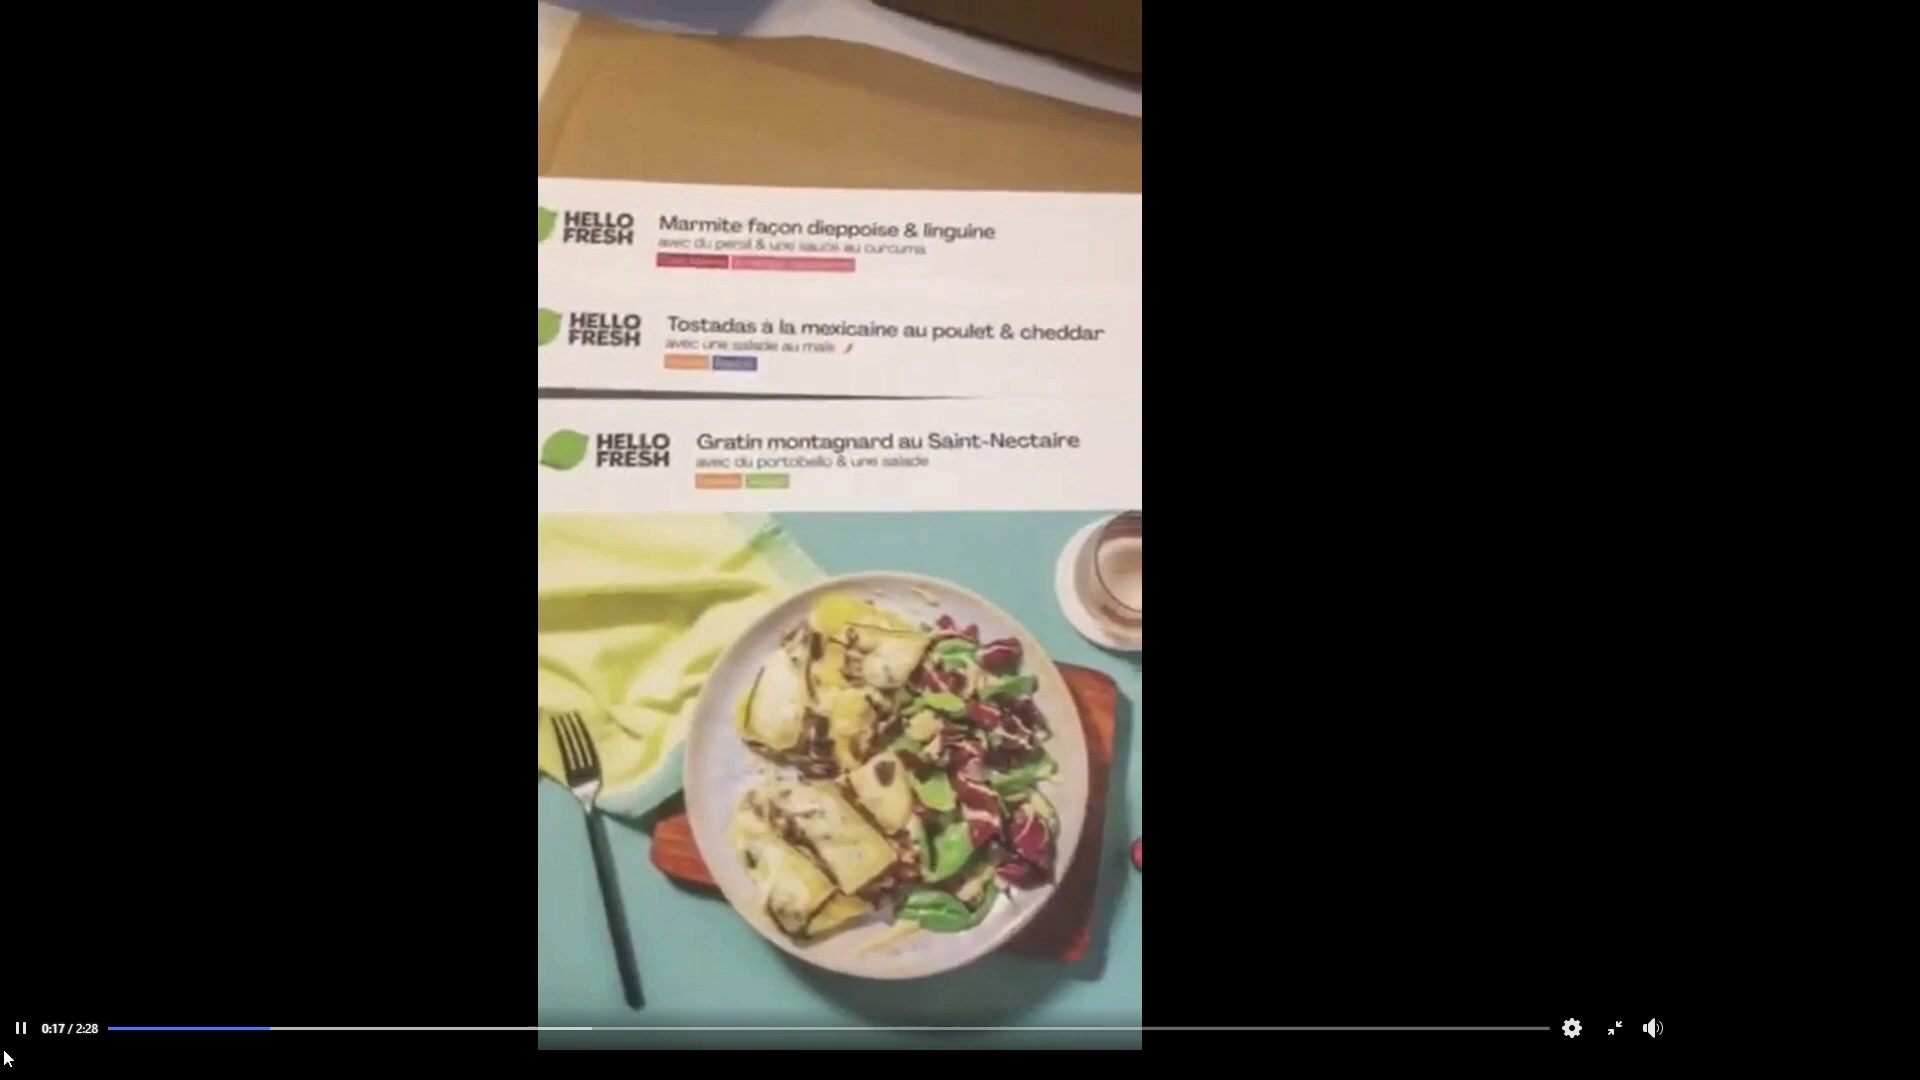 HELLO
FRESH
Marmite façon dieppoise & linguine
avec du persil & une sauce au curcuma
HELLO
FRESH
Tostadas à la mexicaine au poulet & cheddar
avec une salade au maïs
HELLO
FRESH
Gratin montagnard au Saint-Nectaire
avec du portobello & une salade
0:17 / 2:28